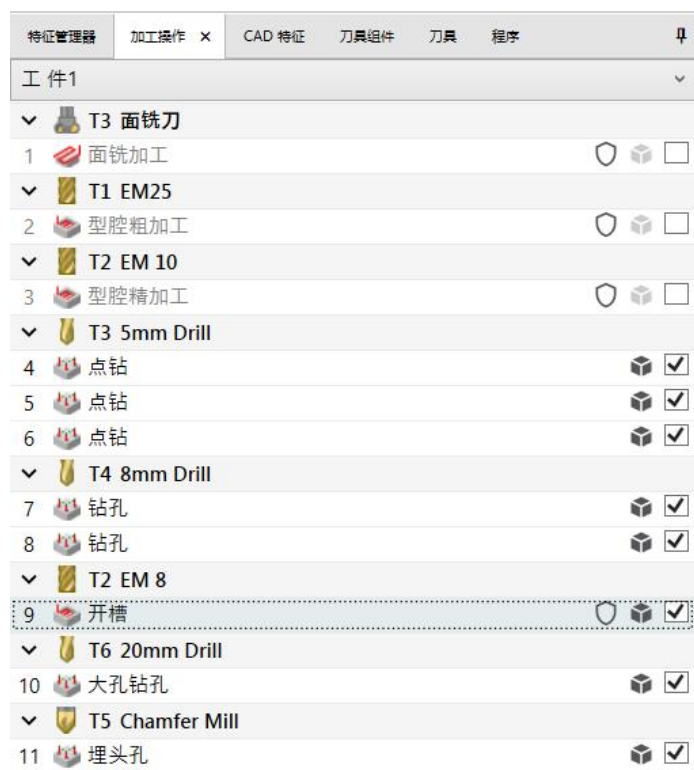 特征管理器 加工操作 × CAD 特征 刀具组件 刀具 程序
工件1
T3 面铣刀
1 面铣加工
T1 EM25
2 型腔粗加工
T2 EM 10
3 型腔精加工
T3 5mm Drill
4 点钻
5 点钻
6 点钻
T4 8mm Drill
7 钻孔
8 钻孔
T2 EM 8
9 开槽
T6 20mm Drill
10 大孔钻孔
T5 Chamfer Mill
11 埋头孔